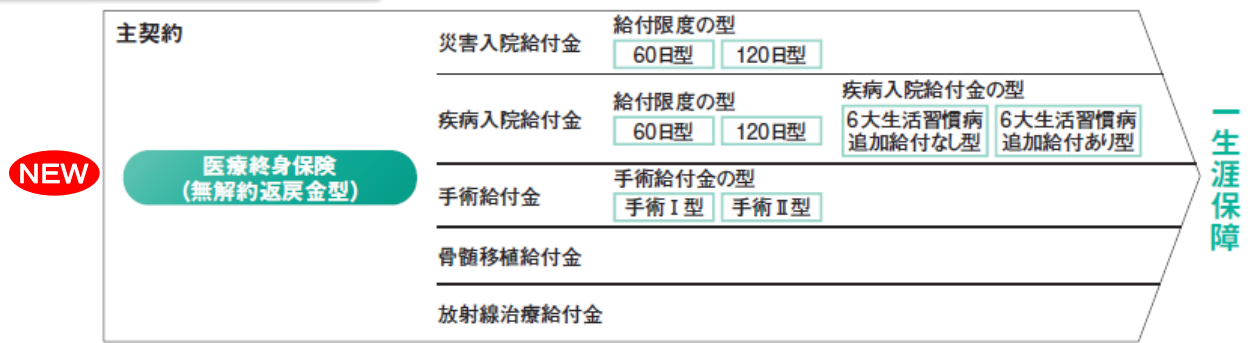 主契約
NEW
医療終身保険
(無解約返戻金型)
災害入院給付金
給付限度の型
60日型 120日型
疾病入院給付金
給付限度の型
60日型 120日型
疾病入院給付金の型
6大生活習慣病
追加給付なし型
6大生活習慣病
追加給付あり型
手術給付金
手術給付金の型
手術Ⅰ型 手術Ⅱ型
骨髄移植給付金
放射線治療給付金
一生涯保障